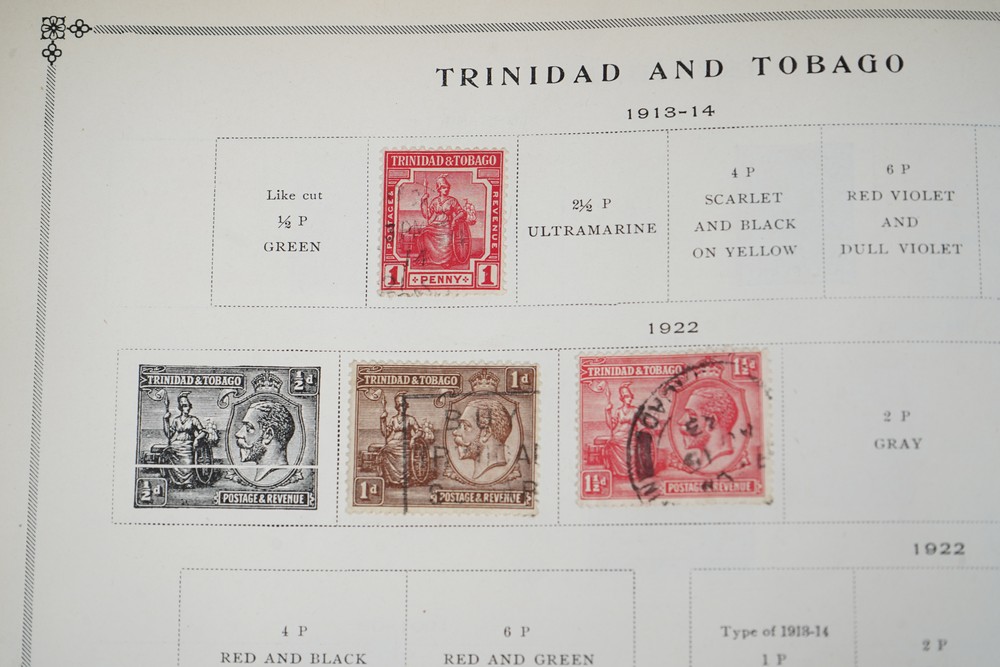 TRINIDAD AND TOBAGO
1913-14
Like cut
½ P
GREEN
TRINIDAD & TOBAGO
POSTAGE &
REVENUE
1 PENNY 1
2½ P
ULTRAMARINE
4 P
SCARLET
AND BLACK
ON YELLOW
6 P
RED VIOLET
AND
DULL VIOLET
1922
TRINIDAD & TOBAGO
½d
½d
POSTAGE & REVENUE
TRINIDAD & TOBAGO
1d
BUY
1d
POSTAGE & REVENUE
TRINIDAD & TOBAGO
1½d
1½d
POSTAGE & REVENUE
2 P
GRAY
1922
4 P
RED AND BLACK
6 P
RED AND GREEN
Type of 1913-14
1 P
2 P